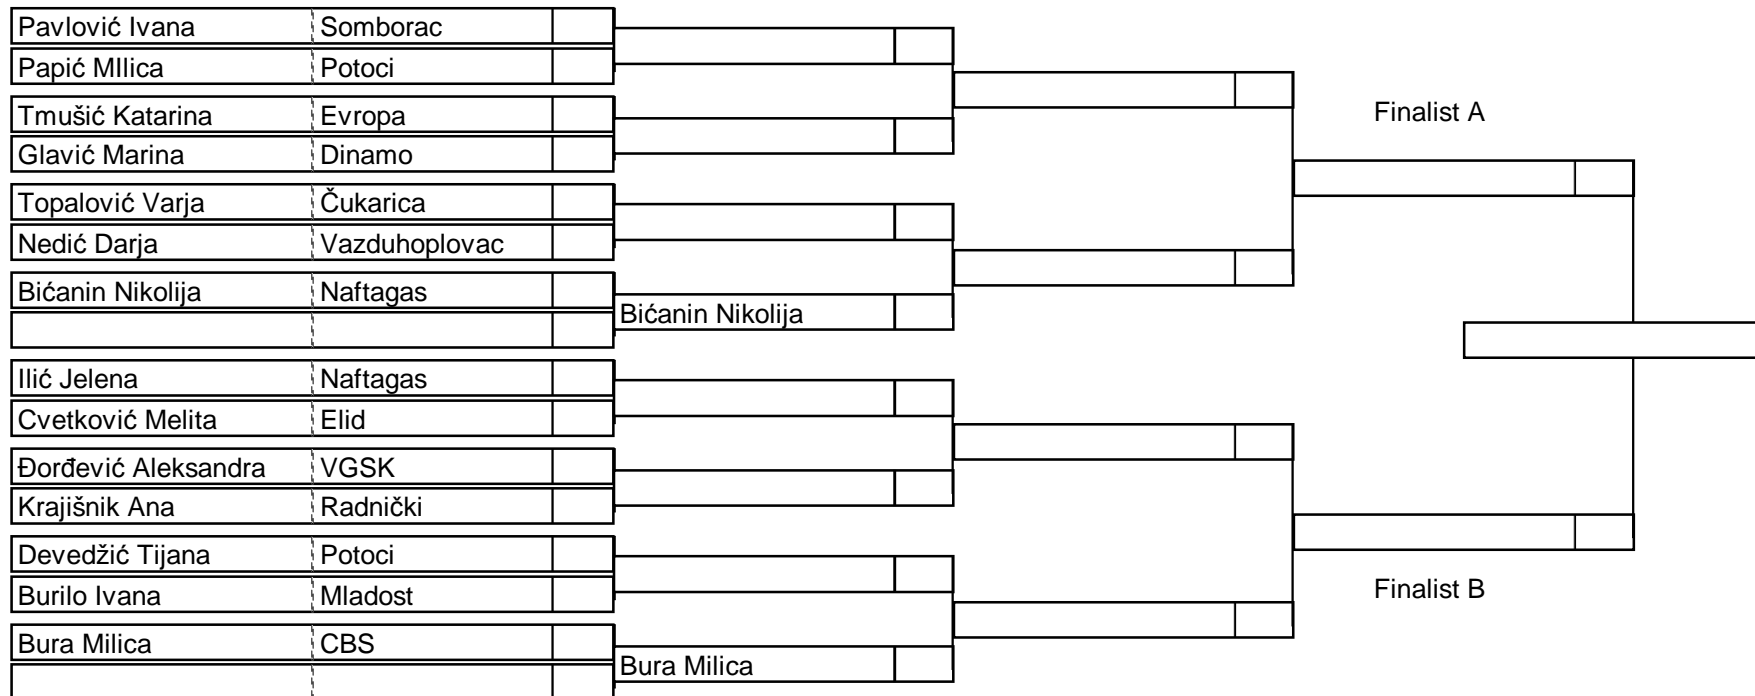 Pavlović Ivana Somborac
Papić MIlica Potoci
Tmušić Katarina Evropa
Finalist A
Glavić Marina Dinamo
Topalović Varja Čukarica
Nedić Darja Vazduhoplovac
Bićanin Nikolija Naftagas
Bićanin Nikolija
Ilić Jelena Naftagas
Cvetković Melita Elid
Đorđević Aleksandra VGSK
Krajišnik Ana Radnički
Devedžić Tijana Potoci
Burilo Ivana Mladost
Finalist B
Bura Milica CBS
Bura Milica